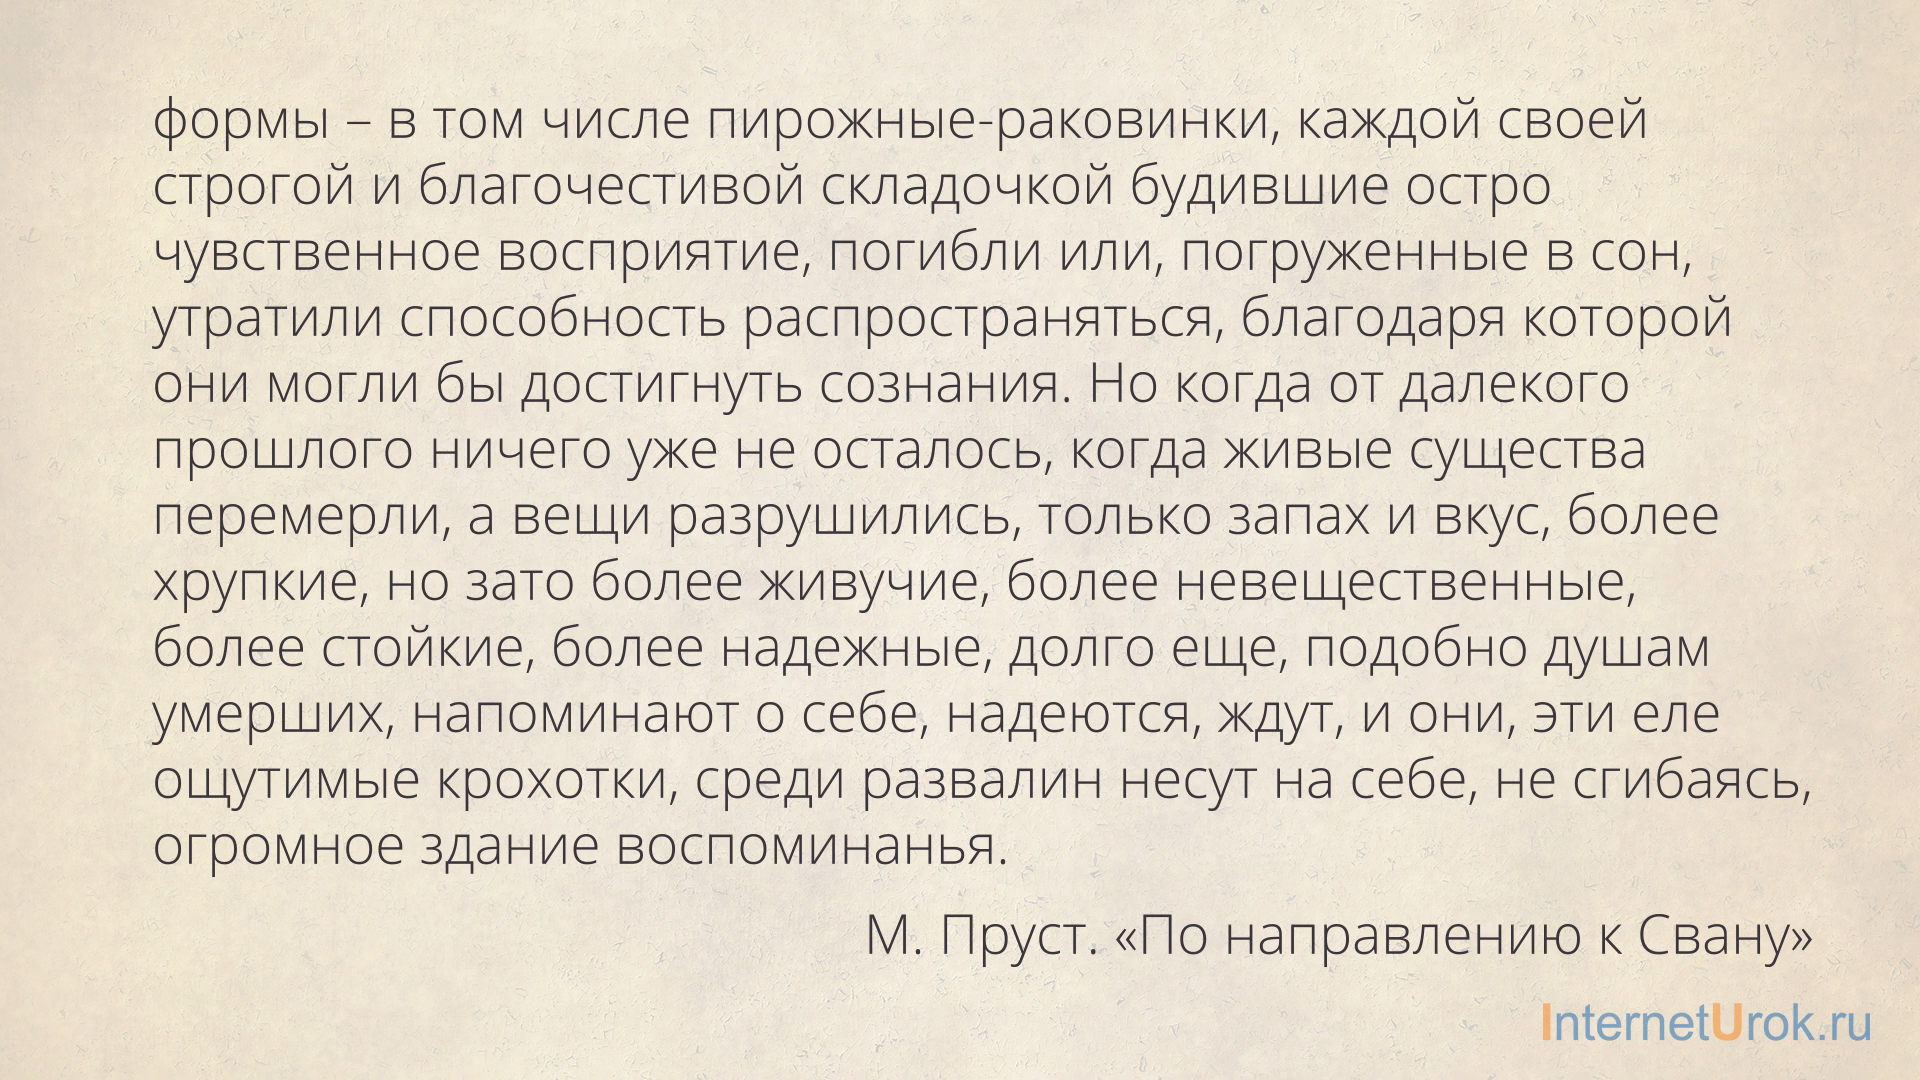 формы – в том числе пирожные-раковинки, каждой своей
строгой и благочестивой складочкой будившие остро
чувственное восприятие, погибли или, погруженные в сон,
утратили способность распространяться, благодаря которой
они могли бы достигнуть сознания. Но когда от далекого
прошлого ничего уже не осталось, когда живые существа
перемерли, а вещи разрушились, только запах и вкус, более
хрупкие, но зато более живучие, более невещественные,
более стойкие, более надежные, долго еще, подобно душам
умерших, напоминают о себе, надеются, ждут, и они, эти еле
ощутимые крохотки, среди развалин несут на себе, не сгибаясь,
огромное здание воспоминанья.
М. Пруст. «По направлению к Свану»
InternetUrok.ru